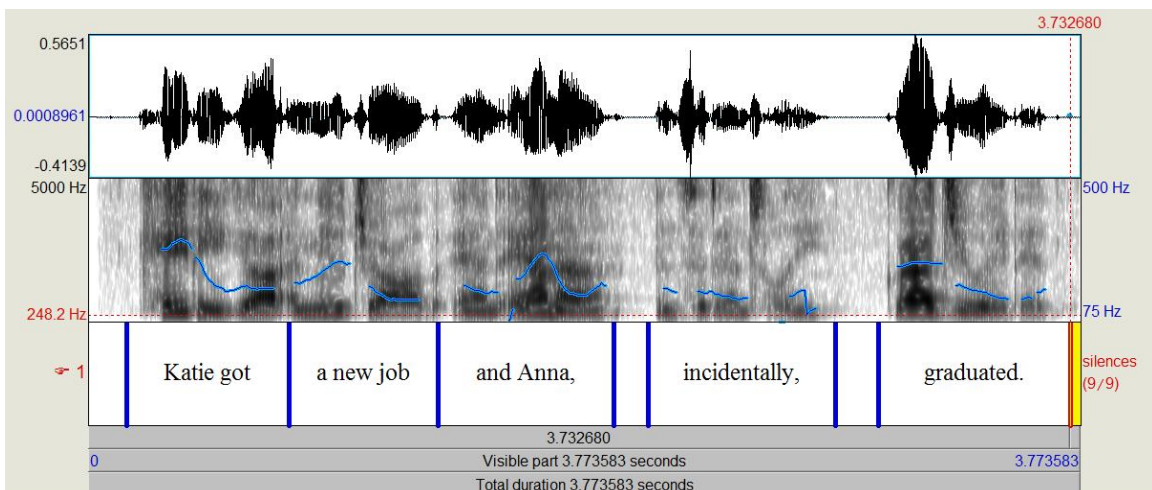 3.732680
0.5651
0.0008961
-0.4139
5000 Hz 500 Hz
248.2 Hz 75 Hz
☞ 1 Katie got a new job and Anna, incidentally, graduated. silences
(9/9)
3.732680
0 Visible part 3.773583 seconds 3.773583
Total duration 3.773583 seconds